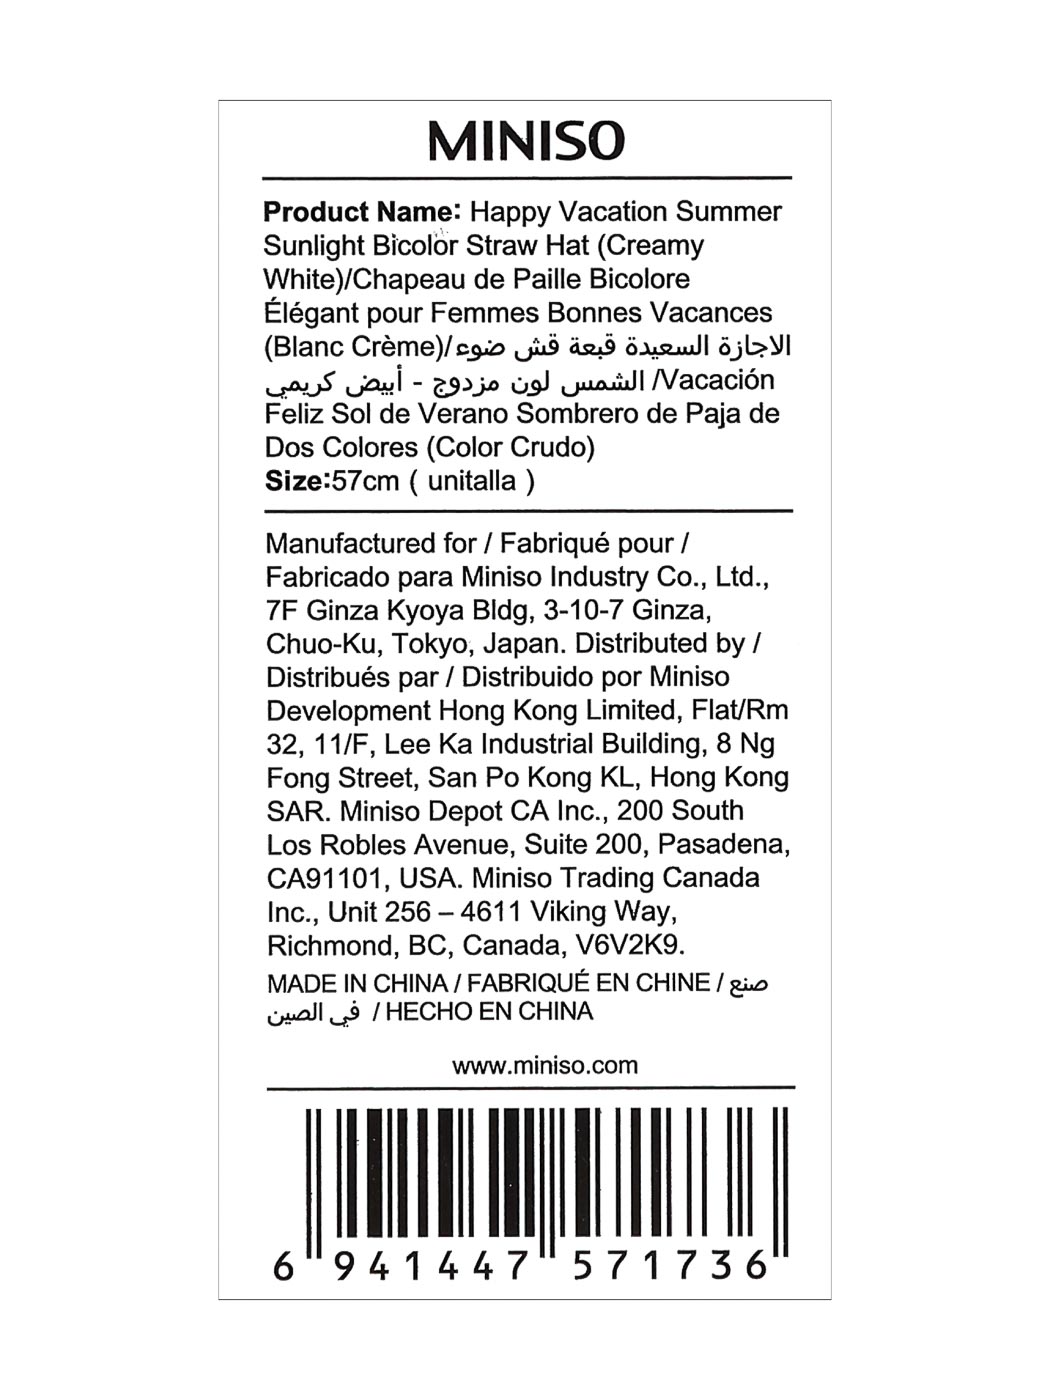 MINISO
Product Name: Happy Vacation Summer
Sunlight Bicolor Straw Hat (Creamy
White)/Chapeau de Paille Bicolore
Élégant pour Femmes Bonnes Vacances
(Blanc Crème)/الاجازة السعيدة قبعة قش ضوء
الشمس لون مزدوج - أبيض كريمي /Vacación
Feliz Sol de Verano Sombrero de Paja de
Dos Colores (Color Crudo)
Size:57cm ( unitalla )
Manufactured for / Fabriqué pour /
Fabricado para Miniso Industry Co., Ltd.,
7F Ginza Kyoya Bldg, 3-10-7 Ginza,
Chuo-Ku, Tokyo, Japan. Distributed by /
Distribués par / Distribuido por Miniso
Development Hong Kong Limited, Flat/Rm
32, 11/F, Lee Ka Industrial Building, 8 Ng
Fong Street, San Po Kong KL, Hong Kong
SAR. Miniso Depot CA Inc., 200 South
Los Robles Avenue, Suite 200, Pasadena,
CA91101, USA. Miniso Trading Canada
Inc., Unit 256 – 4611 Viking Way,
Richmond, BC, Canada, V6V2K9.
MADE IN CHINA / FABRIQUÉ EN CHINE / صنع
في الصين / HECHO EN CHINA
www.miniso.com
6 941447 571736